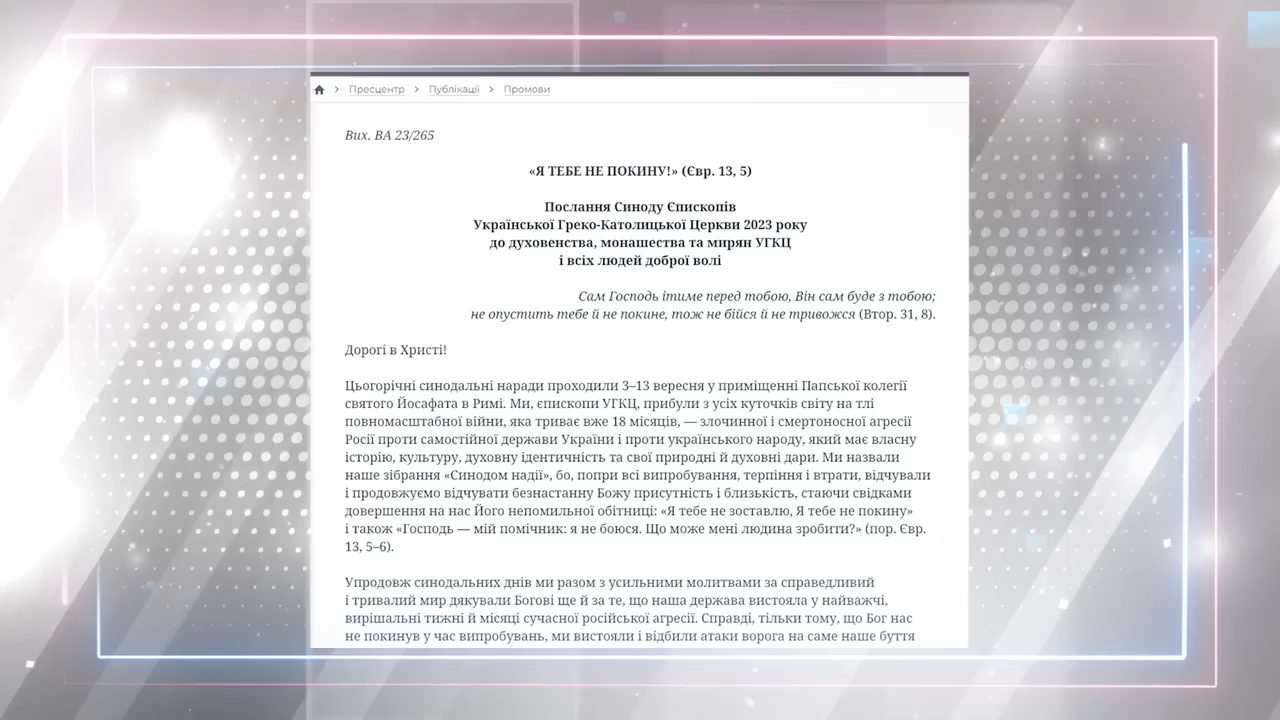 Пресцентр > Публікації > Промови
Вих. ВА 23/265
«Я ТЕБЕ НЕ ПОКИНУ!» (Євр. 13, 5)
Послання Синоду Єпископів
Української Греко-Католицької Церкви 2023 року
до духовенства, монашества та мирян УГКЦ
і всіх людей доброї волі
Сам Господь ітиме перед тобою, Він сам буде з тобою;
не опустить тебе й не покине, тож не бійся й не тривожся (Втор. 31, 8).
Дорогі в Христі!
Цьогорічні синодальні наради проходили 3–13 вересня у приміщенні Папської колегії
святого Йосафата в Римі. Ми, єпископи УГКЦ, прибули з усіх куточків світу на тлі
повномасштабної війни, яка триває вже 18 місяців, — злочинної і смертоносної агресії
Росії проти самостійної держави України і проти українського народу, який має власну
історію, культуру, духовну ідентичність та свої природні й духовні дари. Ми назвали
наше зібрання «Синодом надії», бо, попри всі випробування, терпіння і втрати, відчували
і продовжуємо відчувати безнастанну Божу присутність і близькість, стаючи свідками
довершення на нас Його непомильної обітниці: «Я тебе не зоставлю, Я тебе не покину»
і також «Господь — мій помічник: я не боюся. Що може мені людина зробити?» (пор. Євр.
13, 5–6).
Упродовж синодальних днів ми разом з усильними молитвами за справедливий
і тривалий мир дякували Богові ще й за те, що наша держава вистояла у найважчі,
вирішальні тижні й місяці сучасної російської агресії. Справді, тільки тому, що Бог нас
не покинув у час випробувань, ми вистояли і відбили атаки ворога на саме наше буття